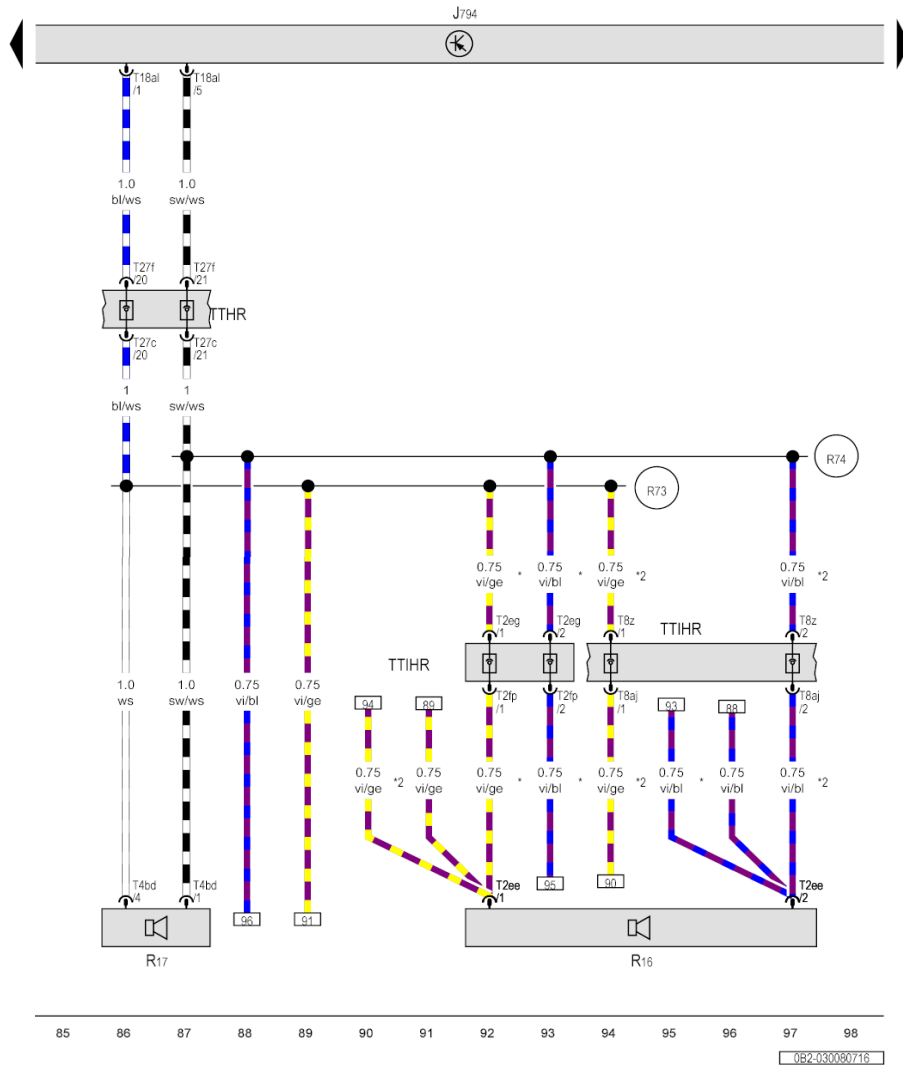 J794
T18al
/1
T18al
/5
1.0
bl/ws
1.0
sw/ws
T27f
/20
T27f
/21
TTHR
T27c
/20
T27c
/21
1
bl/ws
1
sw/ws
R74
R73
0.75
vi/ge
*
0.75
vi/bl
*
0.75
vi/ge
*2
0.75
vi/bl
*2
T2eg
/1
T2eg
/2
T8z
/1
T8z
/2
TTIHR
TTIHR
1.0
ws
1.0
sw/ws
0.75
vi/bl
0.75
vi/ge
94
89
T2fp
/1
T2fp
/2
T8aj
/1
93
88
T8aj
/2
0.75
vi/ge
*2
0.75
vi/ge
0.75
vi/ge
*
0.75
vi/bl
*
0.75
vi/ge
*2
0.75
vi/bl
*
0.75
vi/bl
0.75
vi/bl
*2
T4bd
/4
T4bd
/1
96
91
T2ee
/1
95
90
T2ee
/2
R17
R16
85 86 87 88 89 90 91 92 93 94 95 96 97 98
0B2-030080716